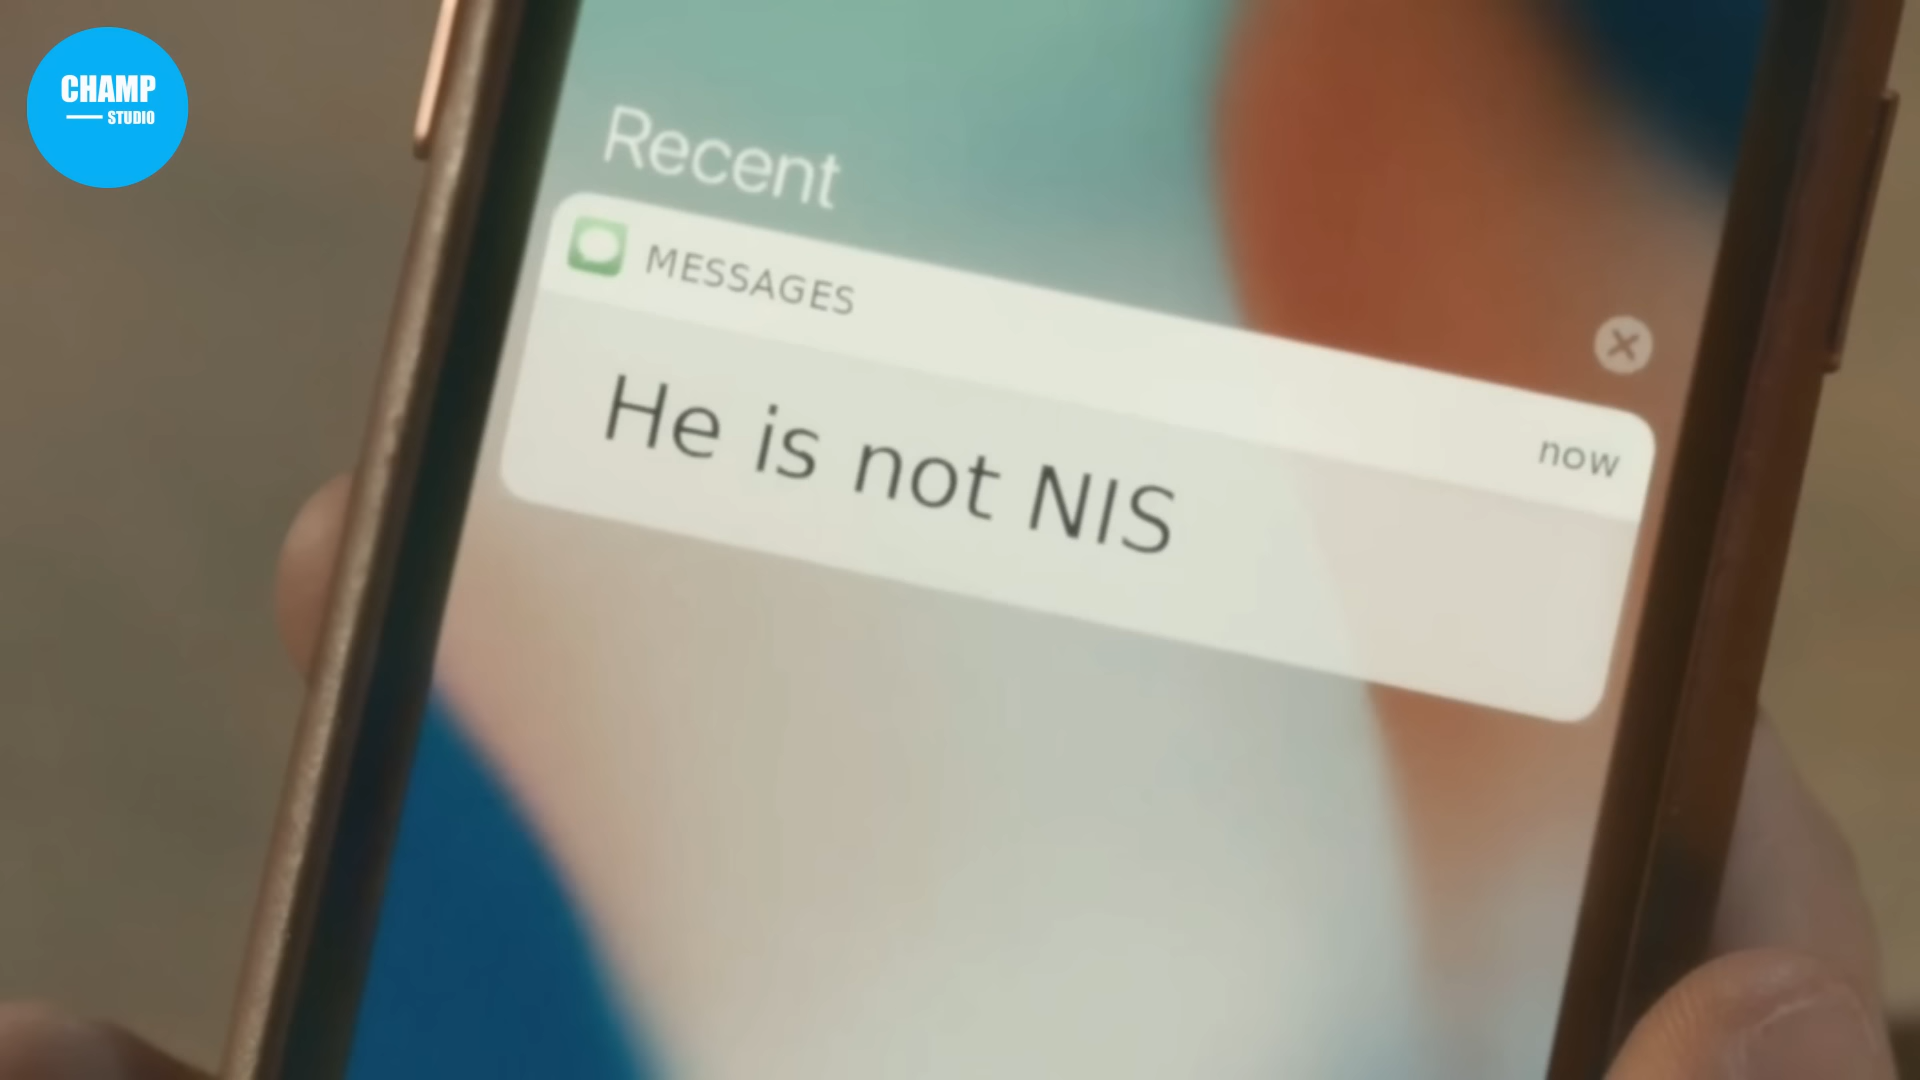 CHAMP
STUDIO
Recent
MESSAGES
now
He is not NIS